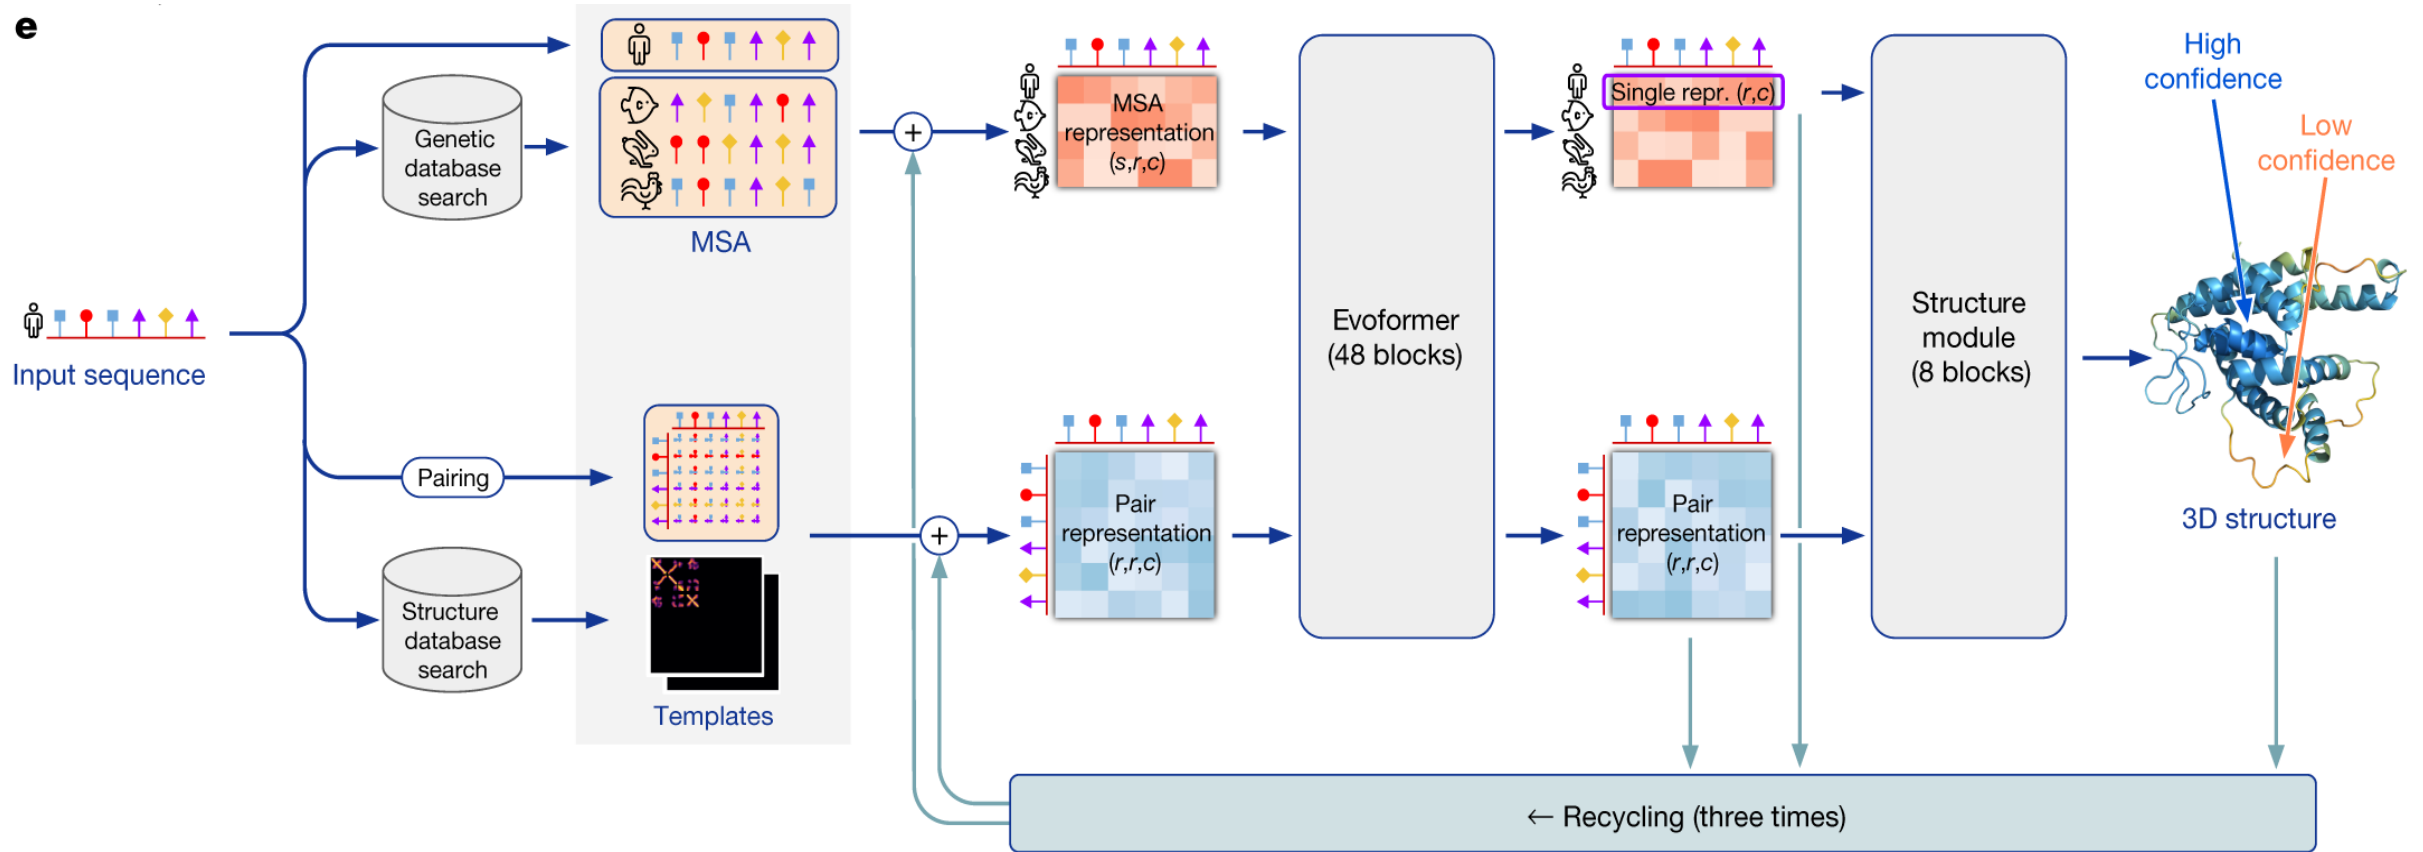 e
Input sequence
Genetic
database
search
Pairing
Structure
database
search
MSA
Templates
+
+
MSA
representation
(s,r,c)
Pair
representation
(r,r,c)
Evoformer
(48 blocks)
Single repr. (r,c)
Pair
representation
(r,r,c)
Structure
module
(8 blocks)
High
confidence
Low
confidence
3D structure
← Recycling (three times)